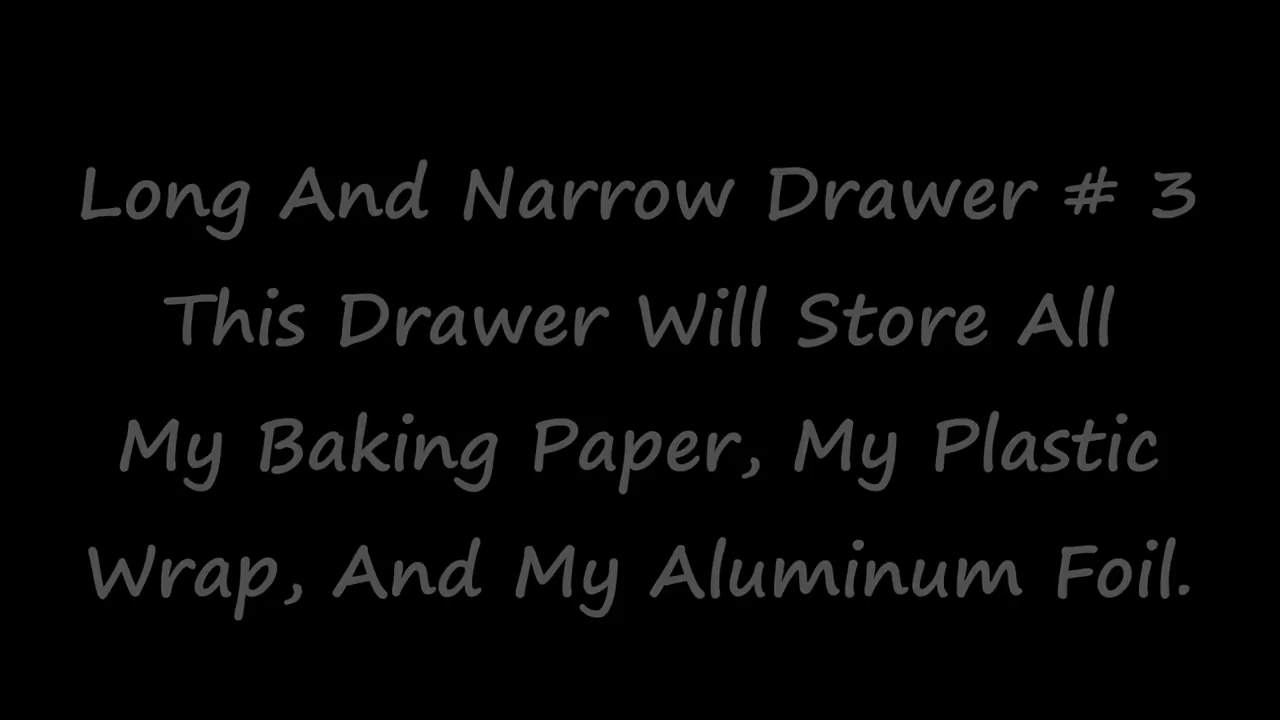 Long And Narrow Drawer # 3
This Drawer Will Store All
My Baking Paper, My Plastic
Wrap, And My Aluminum Foil.